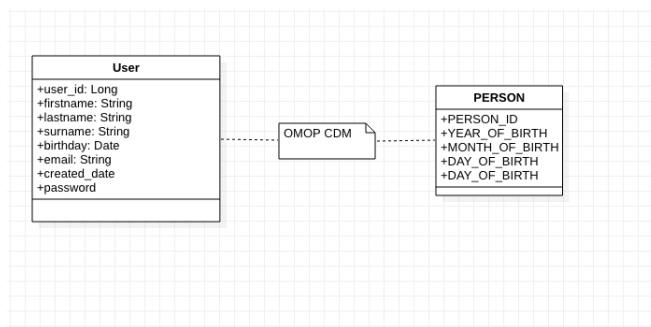 User
+user_id: Long
+firstname: String
+lastname: String
+surname: String
+birthday: Date
+email: String
+created_date
+password
OMOP CDM
PERSON
+PERSON_ID
+YEAR_OF_BIRTH
+MONTH_OF_BIRTH
+DAY_OF_BIRTH
+DAY_OF_BIRTH